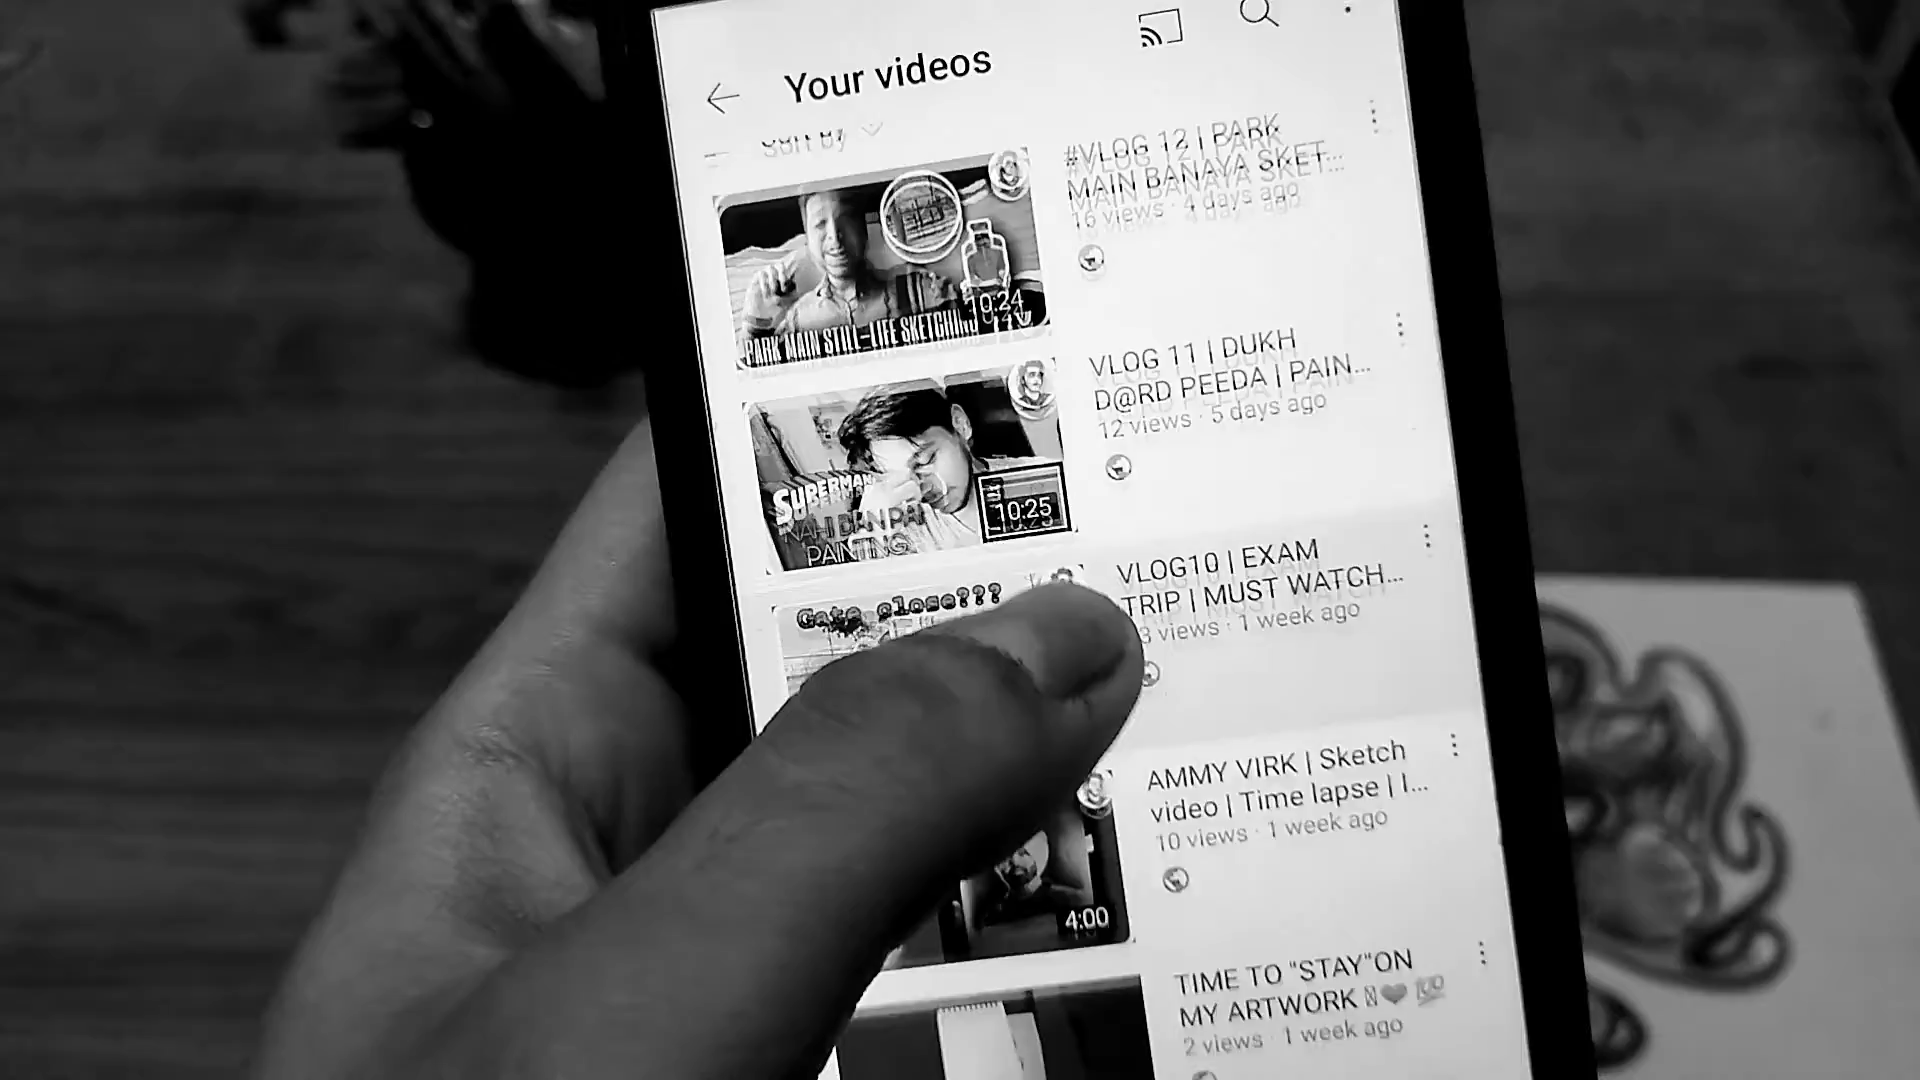 Your videos
Sort by
#VLOG 12 | PARK
MAIN BANAYA SKET...
16 views · 4 days ago
10:24
PARK MAIN STILL-LIFE SKETCHING
VLOG 11 | DUKH
D@RD PEEDA | PAIN...
12 views · 5 days ago
SUPERMAN
10:25
PAINTING
VLOG10 | EXAM
TRIP | MUST WATCH...
3 views · 1 week ago
Gate close???
AMMY VIRK | Sketch
video | Time lapse | I...
10 views · 1 week ago
4:00
TIME TO "STAY"ON
MY ARTWORK ❤ 💯
2 views · 1 week ago